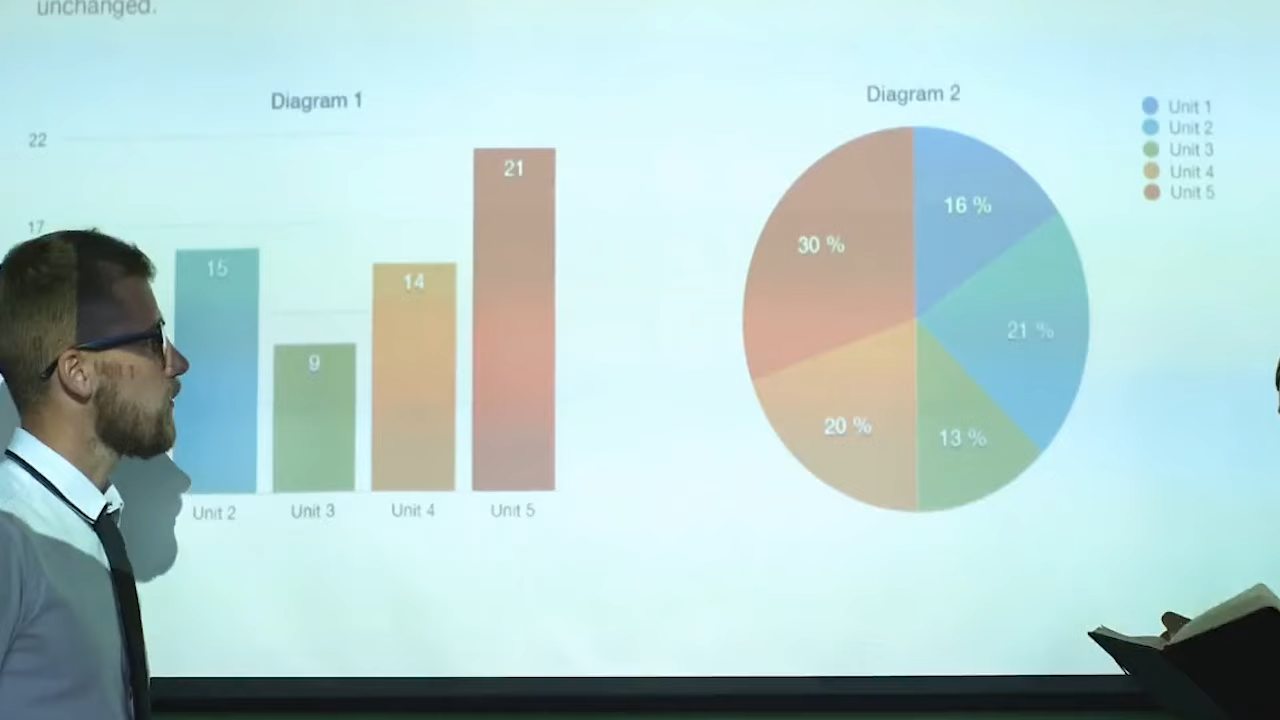 unchanged.
Diagram 1
22
17
15
9
14
21
Unit 2
Unit 3
Unit 4
Unit 5
Diagram 2
16 %
21 %
13 %
20 %
30 %
Unit 1
Unit 2
Unit 3
Unit 4
Unit 5